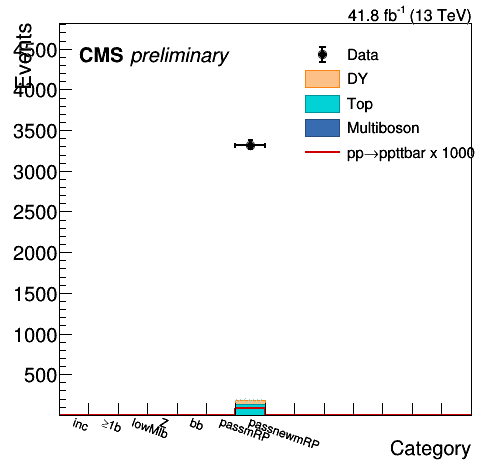 41.8 fb⁻¹ (13 TeV)
Events
CMS preliminary
Data
DY
Top
Multiboson
pp→ppttbar x 1000
4500
4000
3500
3000
2500
2000
1500
1000
500
inc
≥1b
lowMlb
Z
bb
passmRP
passnewmRP
Category